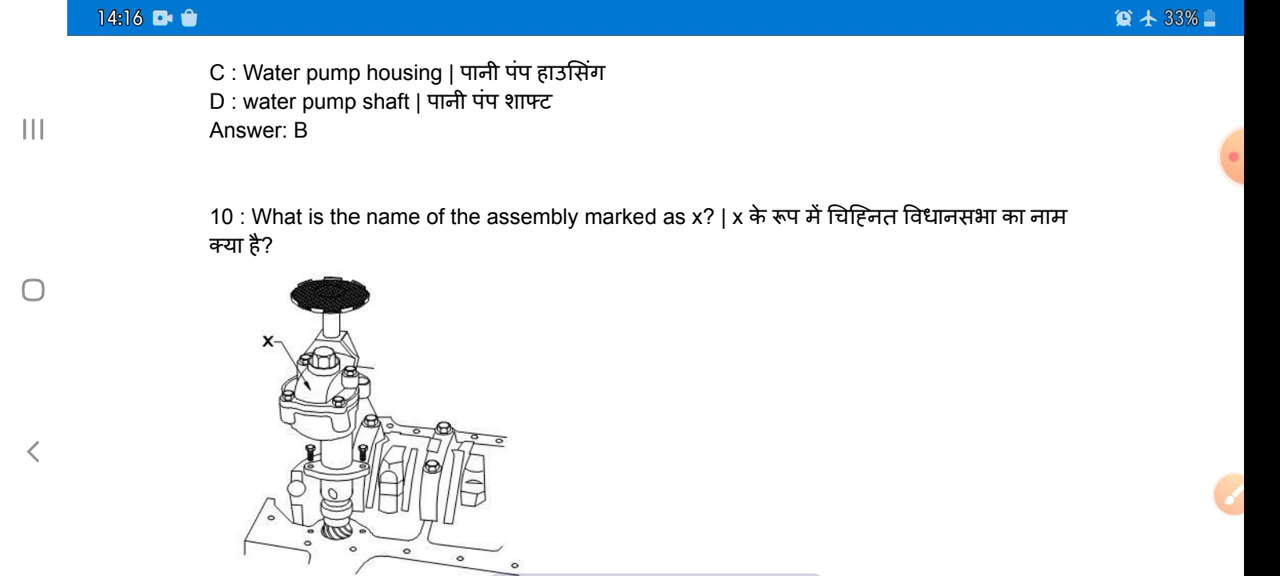 14:16
33%
C : Water pump housing | पानी पंप हाउसिंग
D : water pump shaft | पानी पंप शाफ्ट
Answer: B
10 : What is the name of the assembly marked as x? | x के रूप में चिह्नित विधानसभा का नाम
क्या है?
x